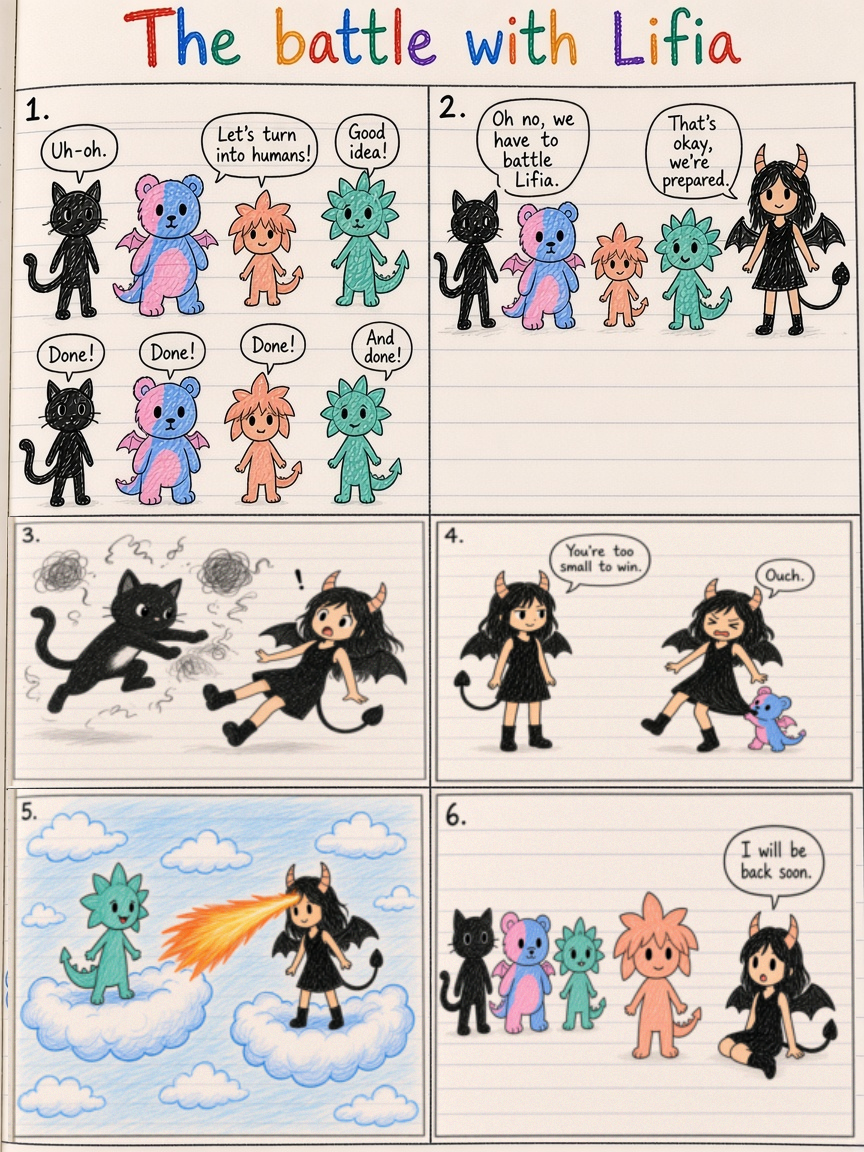 The battle with Lifia
1.
Uh-oh.
Let's turn
into humans!
Good
idea!
Done!
Done!
Done!
And
done!
2.
Oh no, we
have to
battle
Lifia.
That's
okay,
we're
prepared.
3.
!
4.
You're too
small to win.
Ouch.
5.
6.
I will be
back soon.